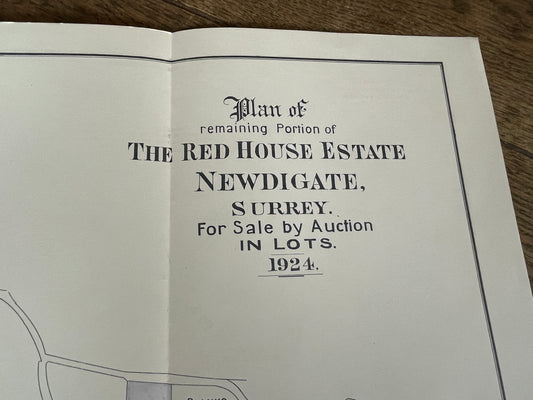 Plan of
remaining Portion of
THE RED HOUSE ESTATE
NEWDIGATE,
SURREY.
For Sale by Auction
IN LOTS.
1924.